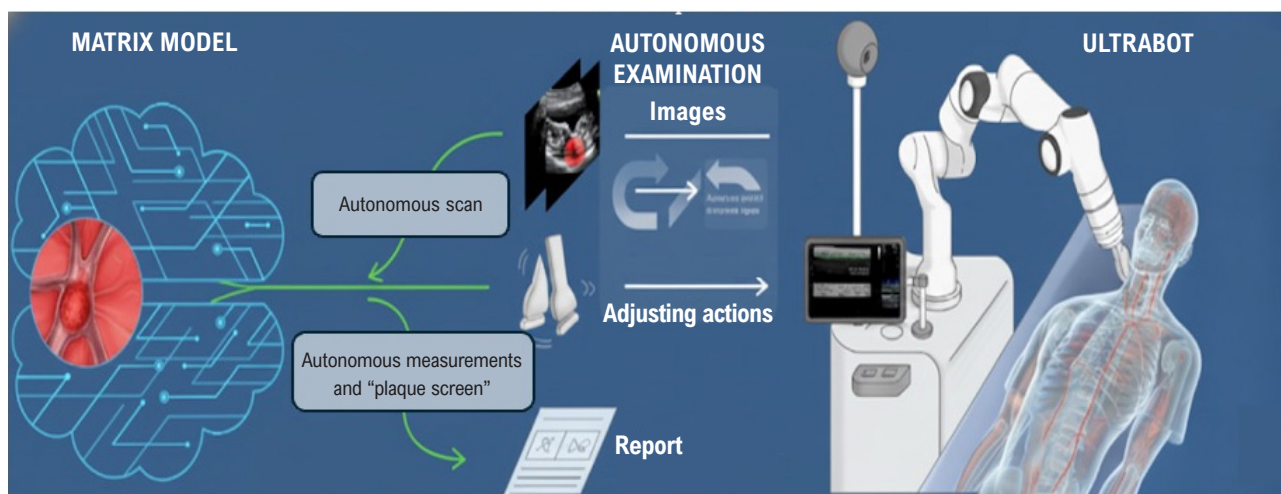 MATRIX MODEL
AUTONOMOUS
EXAMINATION
ULTRABOT
Images
Autonomous scan
Adjusting actions
Autonomous measurements
and “plaque screen”
Report